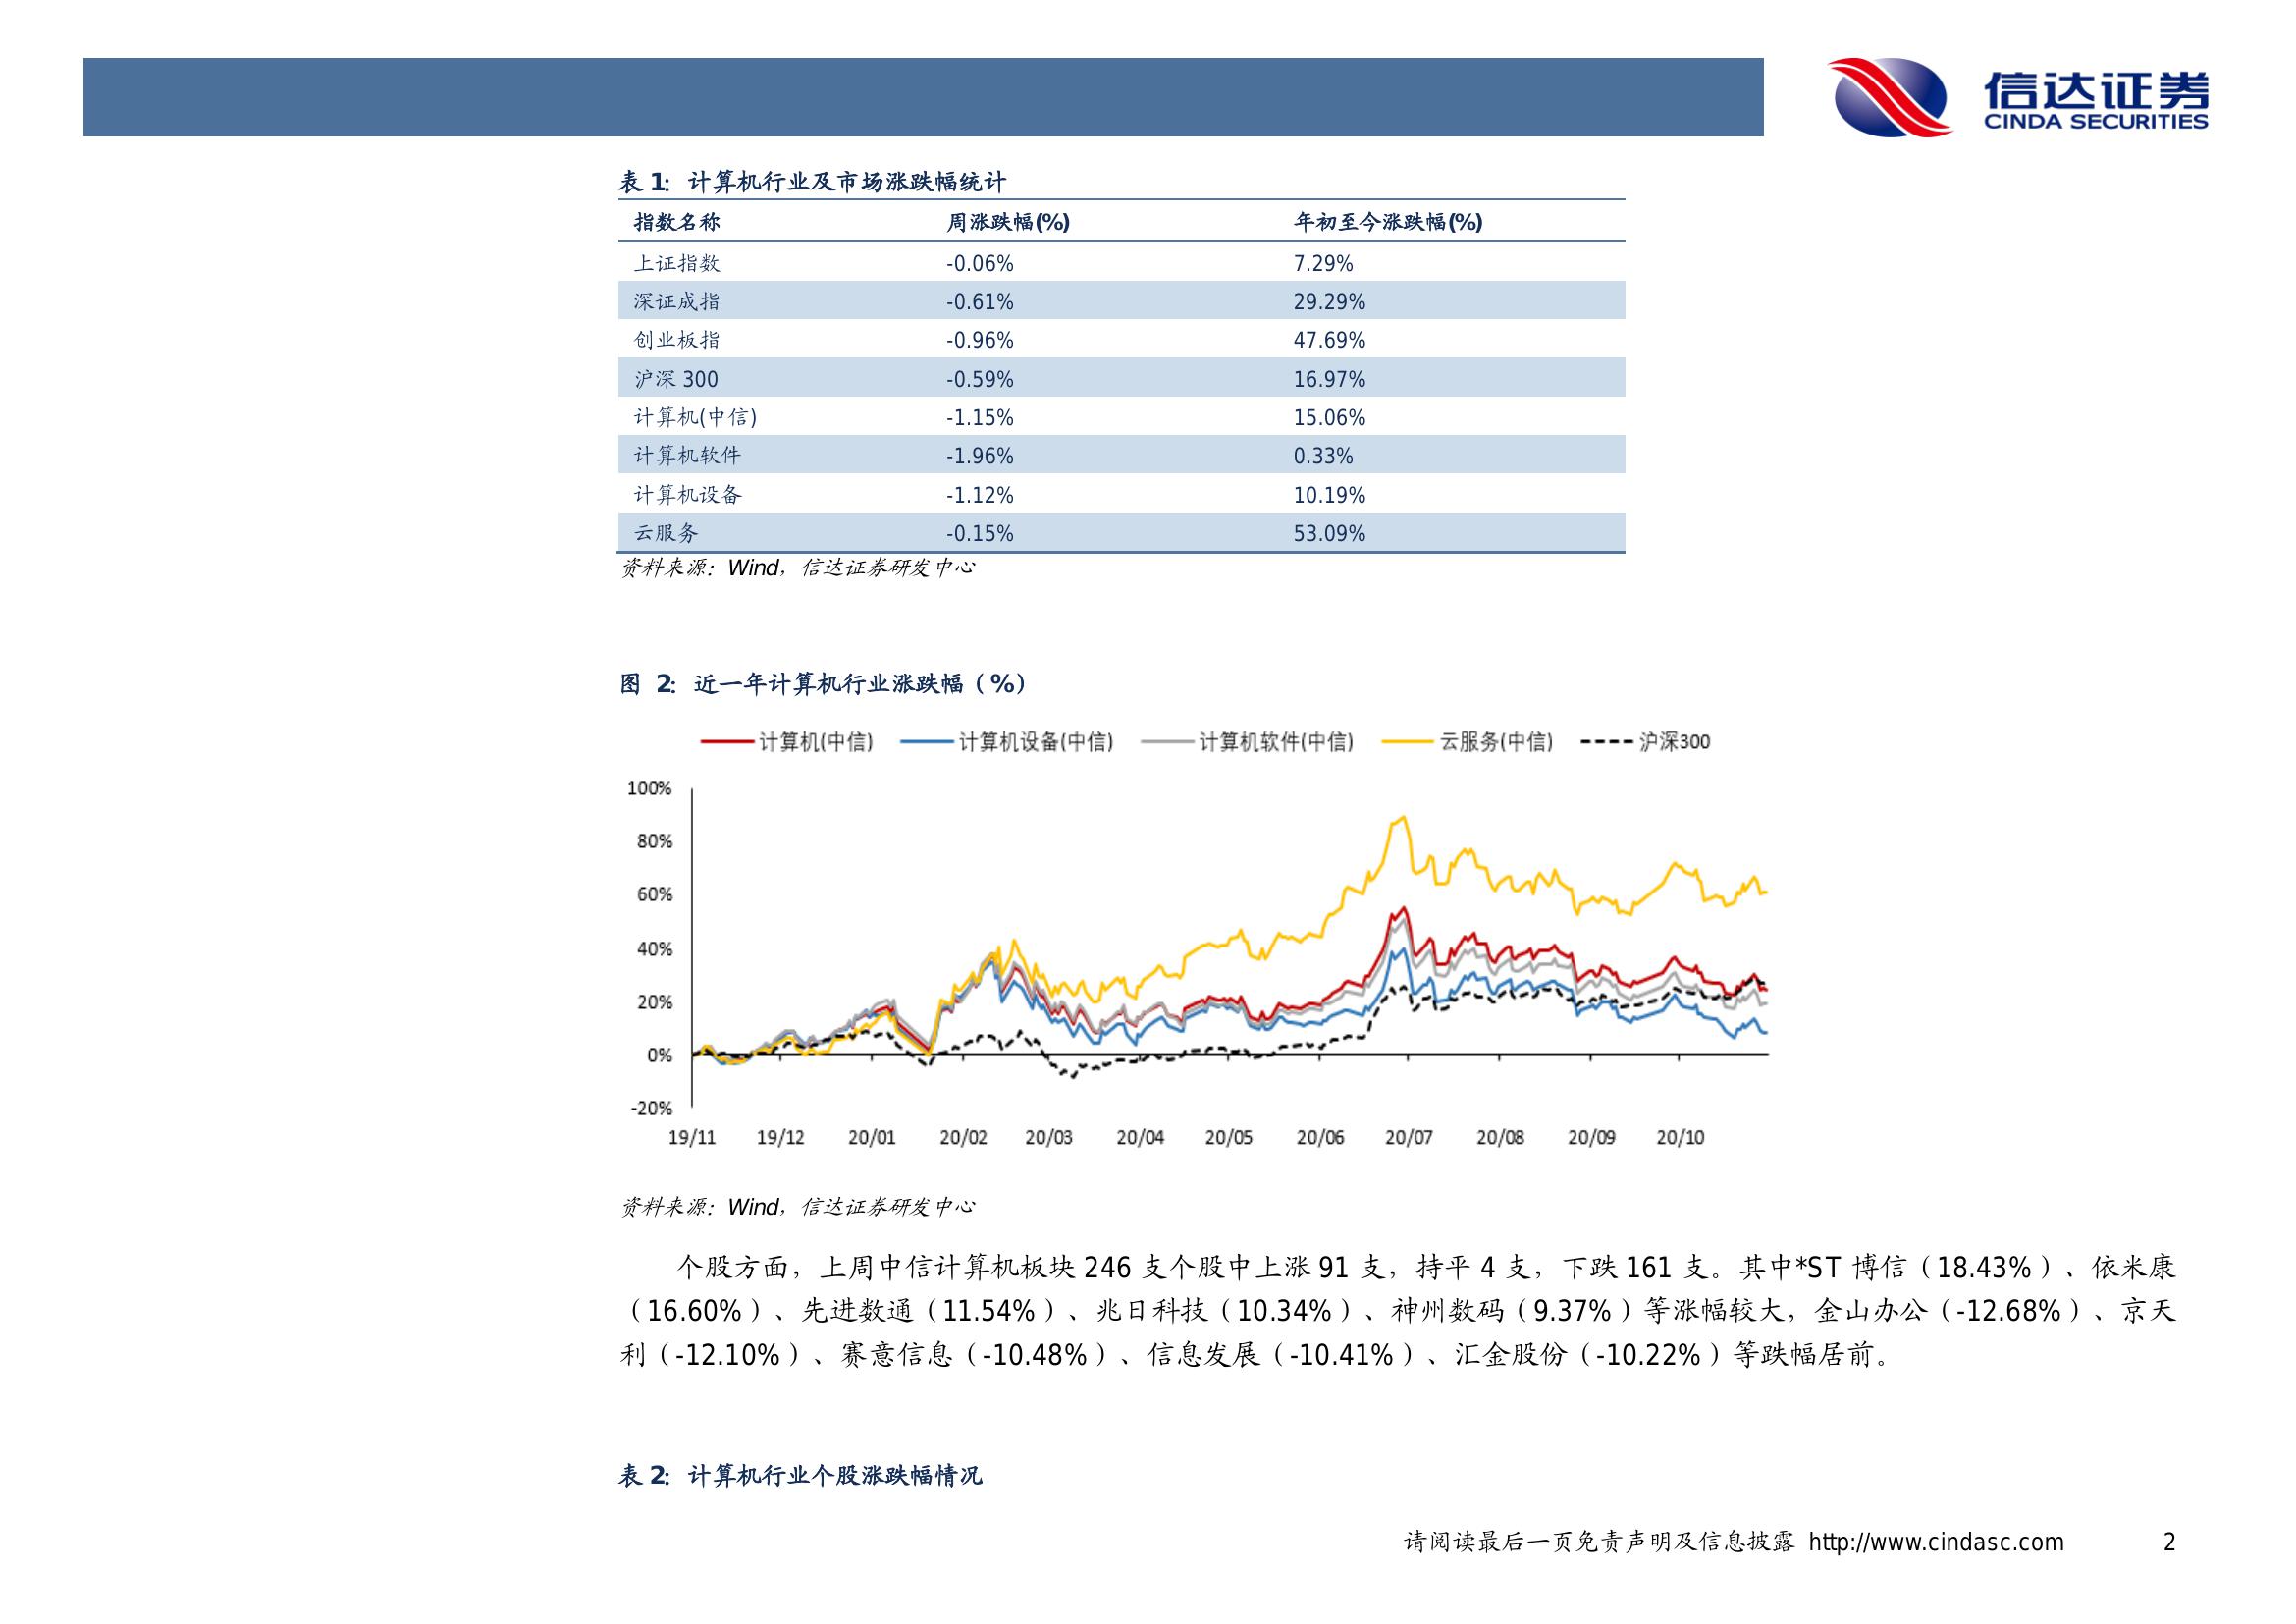 信达证券
CINDA SECURITIES
表 1: 计算机行业及市场涨跌幅统计
指数名称 周涨跌幅(%) 年初至今涨跌幅(%)
上证指数 -0.06% 7.29%
深证成指 -0.61% 29.29%
创业板指 -0.96% 47.69%
沪深 300 -0.59% 16.97%
计算机(中信) -1.15% 15.06%
计算机软件 -1.96% 0.33%
计算机设备 -1.12% 10.19%
云服务 -0.15% 53.09%
资料来源：Wind，信达证券研发中心
图 2: 近一年计算机行业涨跌幅（%）
计算机(中信) 计算机设备(中信) 计算机软件(中信) 云服务(中信) 沪深300
100%
80%
60%
40%
20%
0%
-20%
19/11 19/12 20/01 20/02 20/03 20/04 20/05 20/06 20/07 20/08 20/09 20/10
资料来源：Wind，信达证券研发中心
个股方面，上周中信计算机板块 246 支个股中上涨 91 支，持平 4 支，下跌 161 支。其中*ST 博信（18.43%）、依米康
（16.60%）、先进数通（11.54%）、兆日科技（10.34%）、神州数码（9.37%）等涨幅较大，金山办公（-12.68%）、京天
利（-12.10%）、赛意信息（-10.48%）、信息发展（-10.41%）、汇金股份（-10.22%）等跌幅居前。
表 2: 计算机行业个股涨跌幅情况
请阅读最后一页免责声明及信息披露 http://www.cindasc.com 2